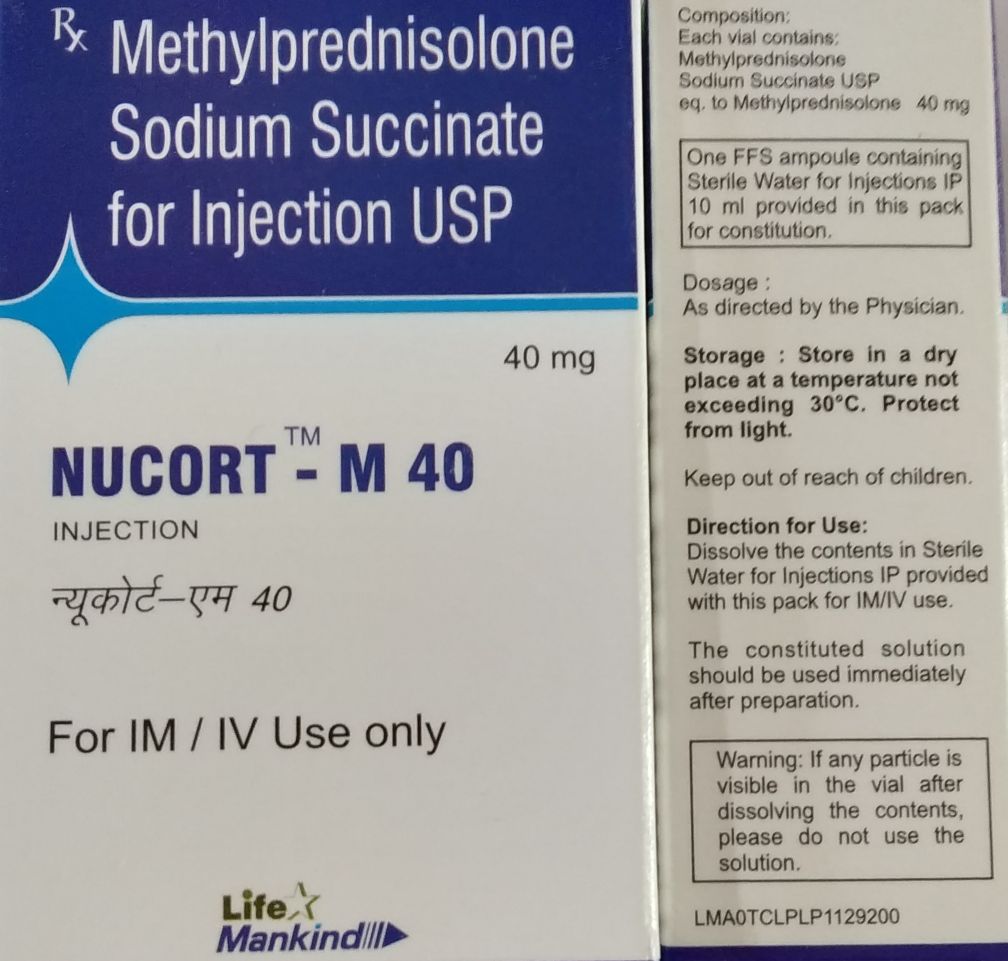 Rx Methylprednisolone
Sodium Succinate
for Injection USP
40 mg
NUCORT™ - M 40
INJECTION
न्यूकोर्ट–एम 40
For IM / IV Use only
Life
Mankind
Composition:
Each vial contains:
Methylprednisolone
Sodium Succinate USP
eq. to Methylprednisolone 40 mg
One FFS ampoule containing
Sterile Water for Injections IP
10 ml provided in this pack
for constitution.
Dosage :
As directed by the Physician.
Storage : Store in a dry
place at a temperature not
exceeding 30°C. Protect
from light.
Keep out of reach of children.
Direction for Use:
Dissolve the contents in Sterile
Water for Injections IP provided
with this pack for IM/IV use.
The constituted solution
should be used immediately
after preparation.
Warning: If any particle is
visible in the vial after
dissolving the contents,
please do not use the
solution.
LMA0TCLPLP1129200